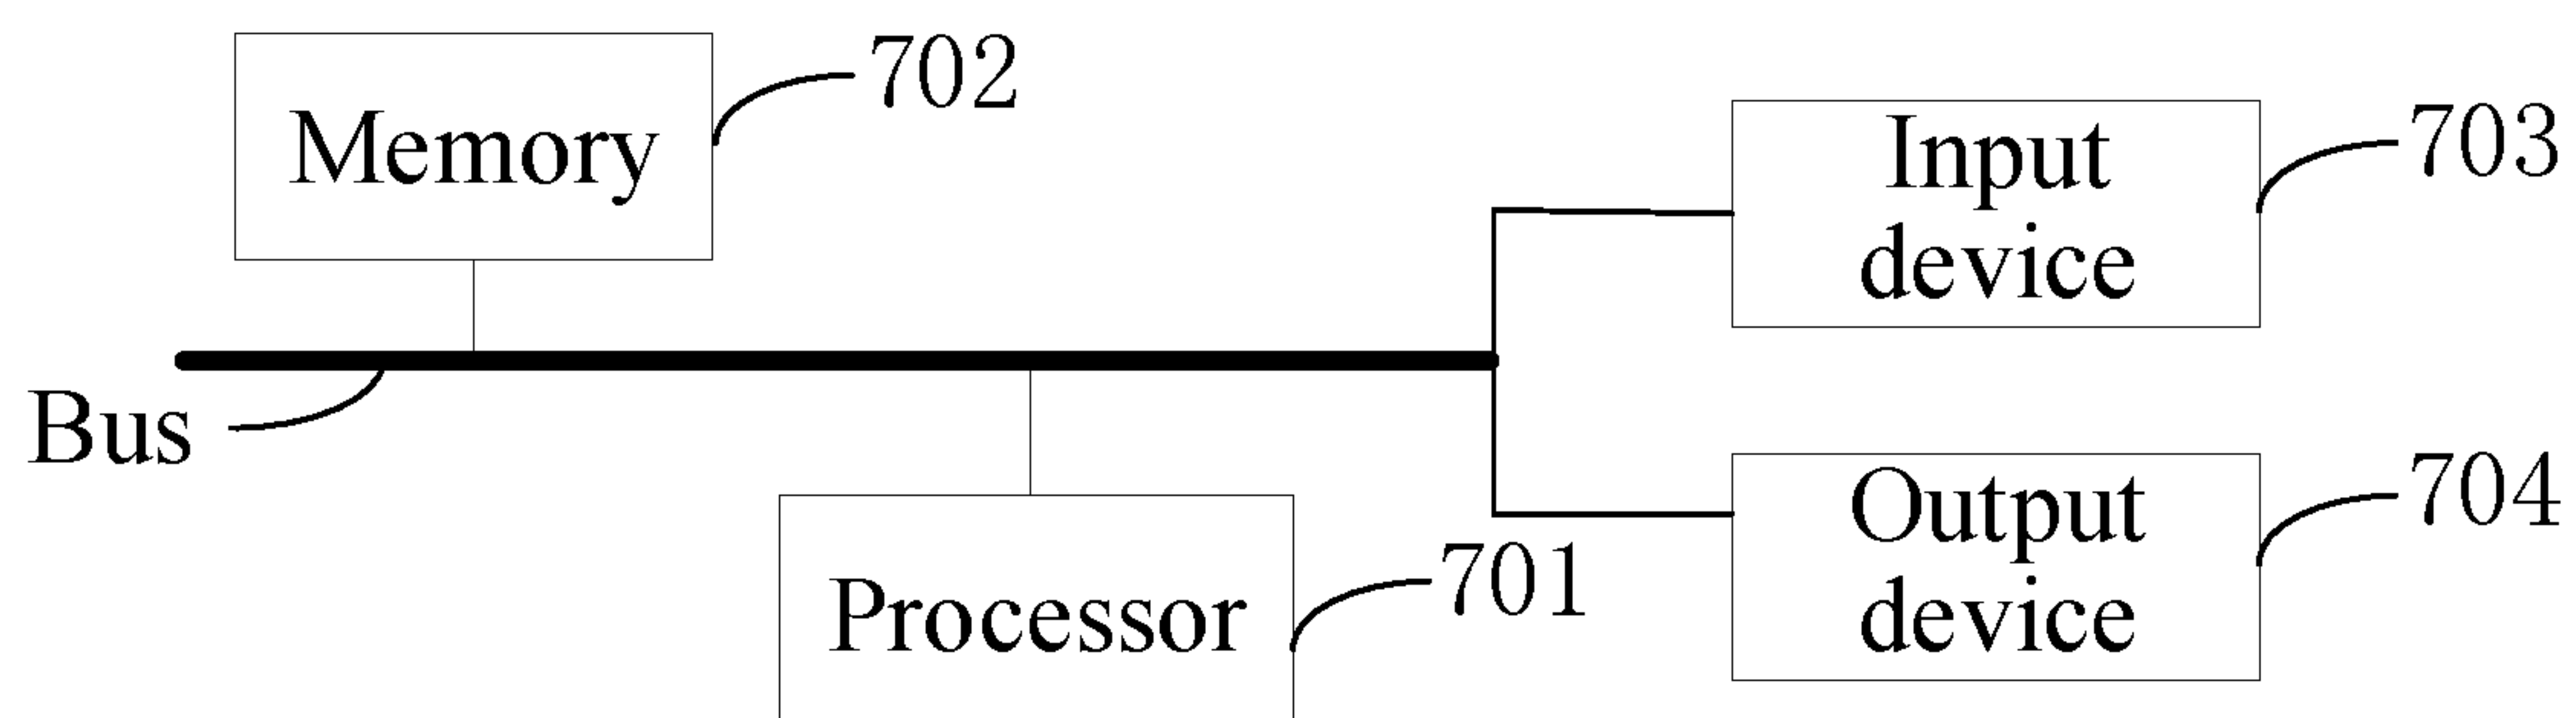 Memory
702
Input
device
703
Bus
Processor
701
Output
device
704